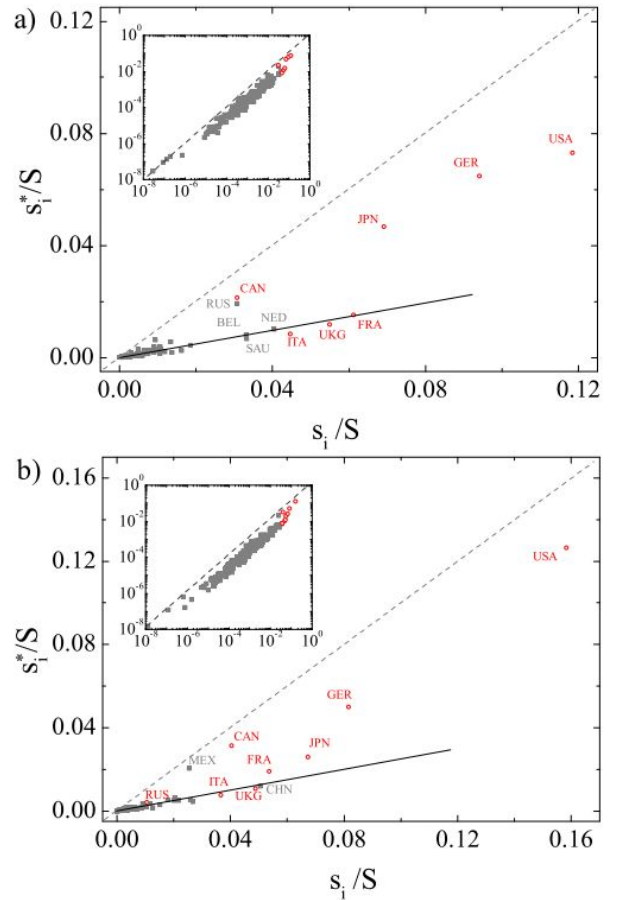 a)
0.12
0.08
0.04
0.00
s_i^*/S
10^0
10^-2
10^-4
10^-6
10^-8
10^-8 10^-6 10^-4 10^-2 10^0
USA
GER
JPN
CAN
RUS
BEL NED
SAU ITA UKG FRA
0.00 0.04 0.08 0.12
s_i /S
b)
0.16
0.12
0.08
0.04
0.00
s_i^*/S
10^0
10^-2
10^-4
10^-6
10^-8
10^-8 10^-6 10^-4 10^-2 10^0
USA
GER
CAN JPN
MEX FRA
RUS ITA UKG CHN
0.00 0.04 0.08 0.12 0.16
s_i /S